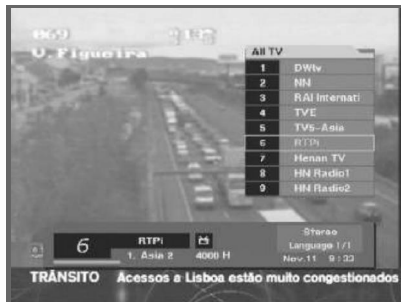 069
V. Figueira
All TV
1 DWtv
2 NN
3 RAI Internati
4 TVE
5 TV5-Asia
6 RTPi
7 Henan TV
8 HN Radio1
9 HN Radio2
6
RTPi
1. Asia 2 4000 H
Stereo
Language 1/1
Nov.11 9:33
TRÂNSITO Acessos a Lisboa estão muito congestionados